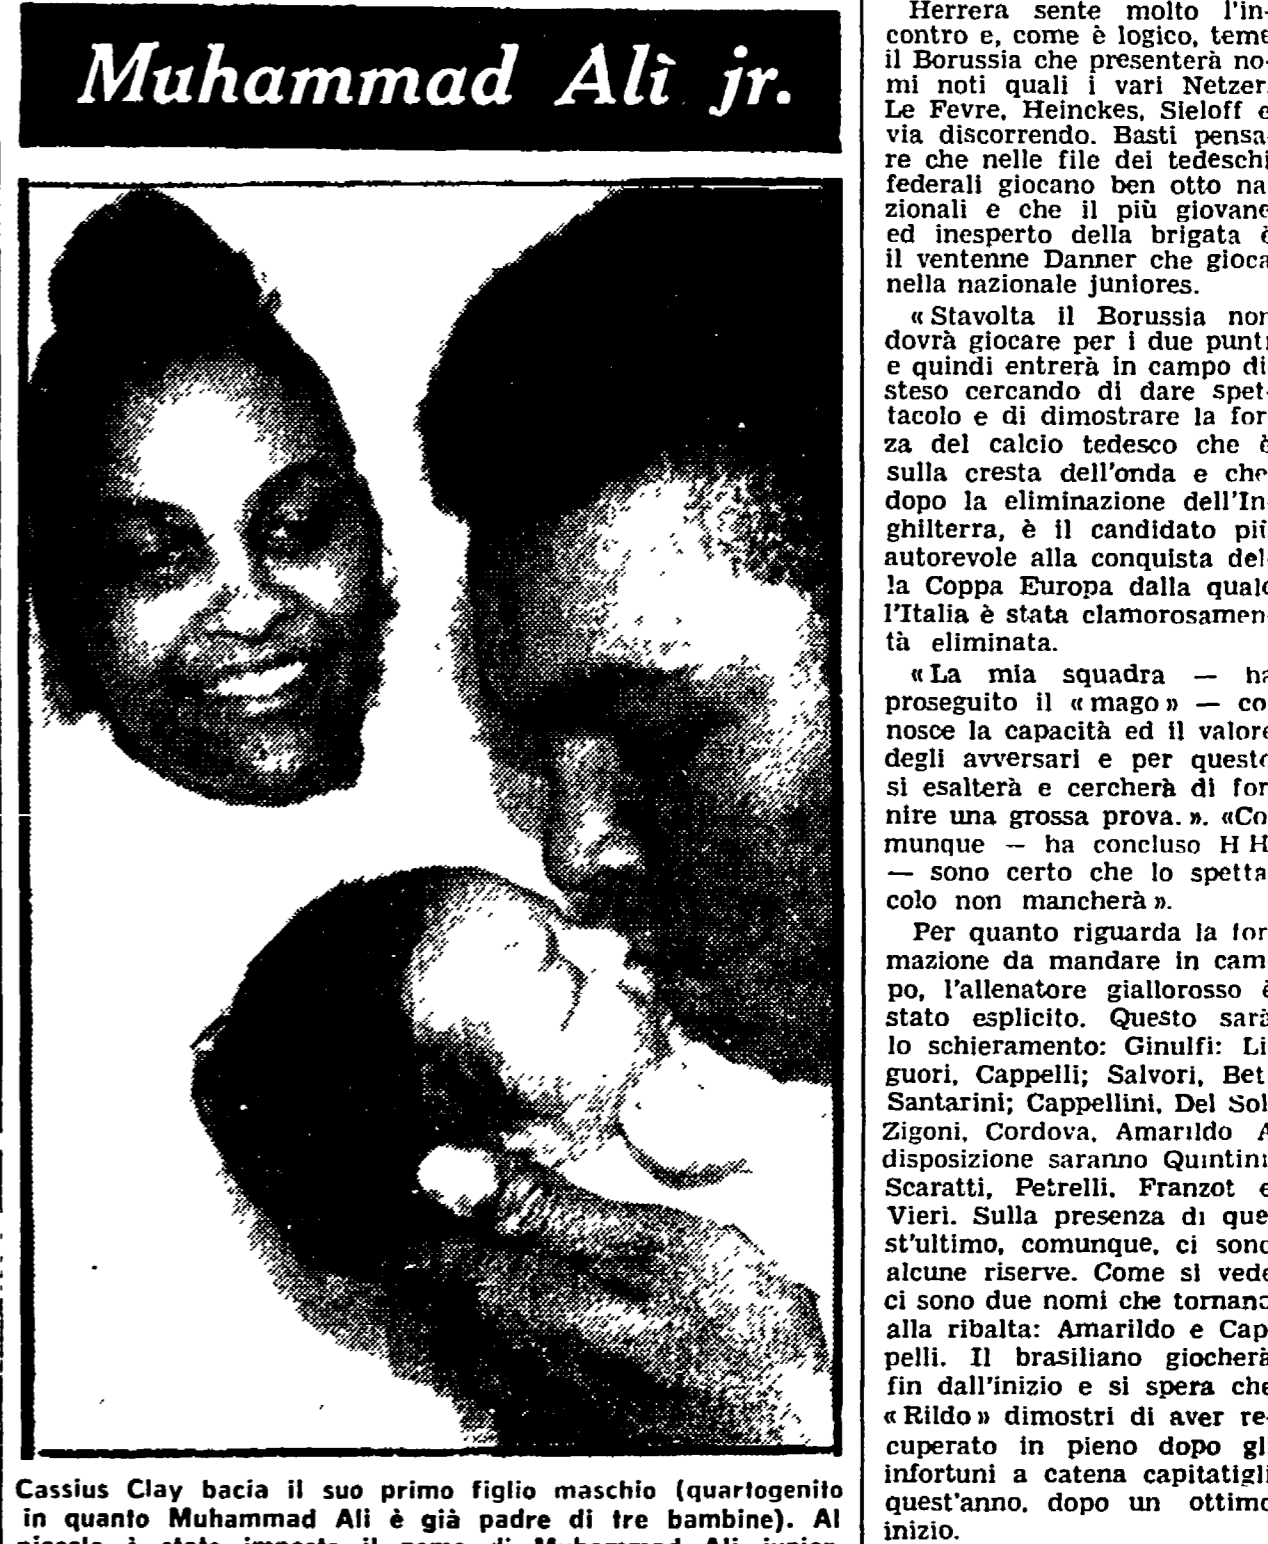 Muhammad Alì jr.
Cassius Clay bacia il suo primo figlio maschio (quartogenito
in quanto Muhammad Ali è già padre di tre bambine). Al
piccolo è stato imposto il nome di Muhammad Ali junior.
Herrera sente molto l'in-
contro e, come è logico, teme
il Borussia che presenterà no-
mi noti quali i vari Netzer,
Le Fevre, Heinckes, Sieloff e
via discorrendo. Basti pensa-
re che nelle file dei tedeschi
federali giocano ben otto na
zionali e che il più giovane
ed inesperto della brigata è
il ventenne Danner che gioca
nella nazionale juniores.
« Stavolta il Borussia non
dovrà giocare per i due punti
e quindi entrerà in campo di
steso cercando di dare spet-
tacolo e di dimostrare la for
za del calcio tedesco che è
sulla cresta dell'onda e che
dopo la eliminazione dell'In-
ghilterra, è il candidato più
autorevole alla conquista del-
la Coppa Europa dalla quale
l'Italia è stata clamorosamen-
tà eliminata.
« La mia squadra — ha
proseguito il « mago » — co
nosce la capacità ed il valore
degli avversari e per questo
si esalterà e cercherà di for
nire una grossa prova. ». «Co
munque — ha concluso H H
— sono certo che lo spetta
colo non mancherà ».
Per quanto riguarda la for
mazione da mandare in cam
po, l'allenatore giallorosso è
stato esplicito. Questo sarà
lo schieramento: Ginulfi: Li
guori, Cappelli; Salvori, Bet
Santarini; Cappellini, Del Sol
Zigoni, Cordova, Amarildo A
disposizione saranno Quintini
Scaratti, Petrelli, Franzot e
Vieri. Sulla presenza di que
st'ultimo, comunque, ci sono
alcune riserve. Come si vede
ci sono due nomi che tornano
alla ribalta: Amarildo e Cap
pelli. Il brasiliano giocherà
fin dall'inizio e si spera che
« Rildo » dimostri di aver re-
cuperato in pieno dopo gli
infortuni a catena capitatigli
quest'anno, dopo un ottimo
inizio.